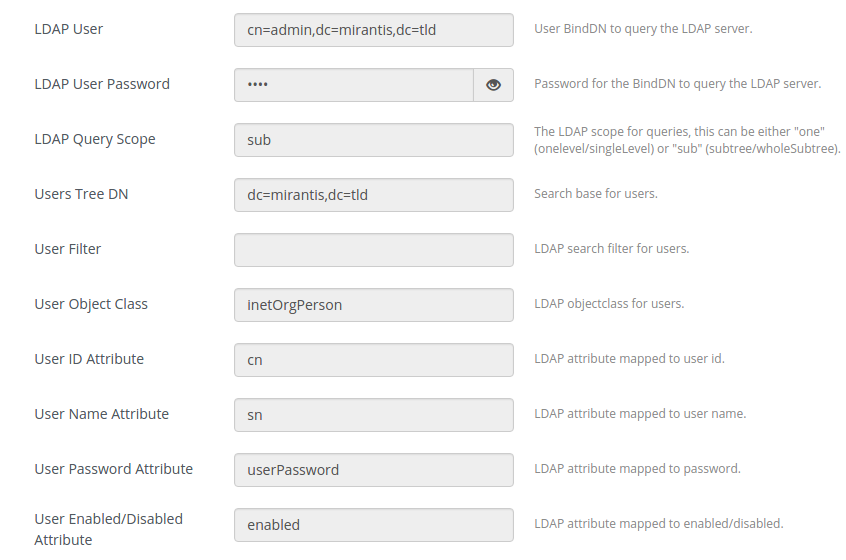 LDAP User
cn=admin,dc=mirantis,dc=tld
User BindDN to query the LDAP server.
LDAP User Password
••••
Password for the BindDN to query the LDAP server.
LDAP Query Scope
sub
The LDAP scope for queries, this can be either "one"
(onelevel/singleLevel) or "sub" (subtree/wholeSubtree).
Users Tree DN
dc=mirantis,dc=tld
Search base for users.
User Filter
LDAP search filter for users.
User Object Class
inetOrgPerson
LDAP objectclass for users.
User ID Attribute
cn
LDAP attribute mapped to user id.
User Name Attribute
sn
LDAP attribute mapped to user name.
User Password Attribute
userPassword
LDAP attribute mapped to password.
User Enabled/Disabled
Attribute
enabled
LDAP attribute mapped to enabled/disabled.